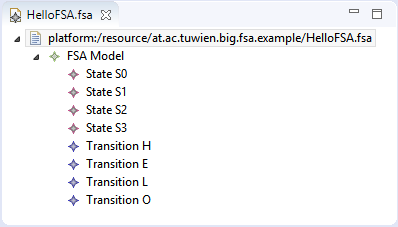 HelloFSA.fsa
platform:/resource/at.ac.tuwien.big.fsa.example/HelloFSA.fsa
FSA Model
State S0
State S1
State S2
State S3
Transition H
Transition E
Transition L
Transition O